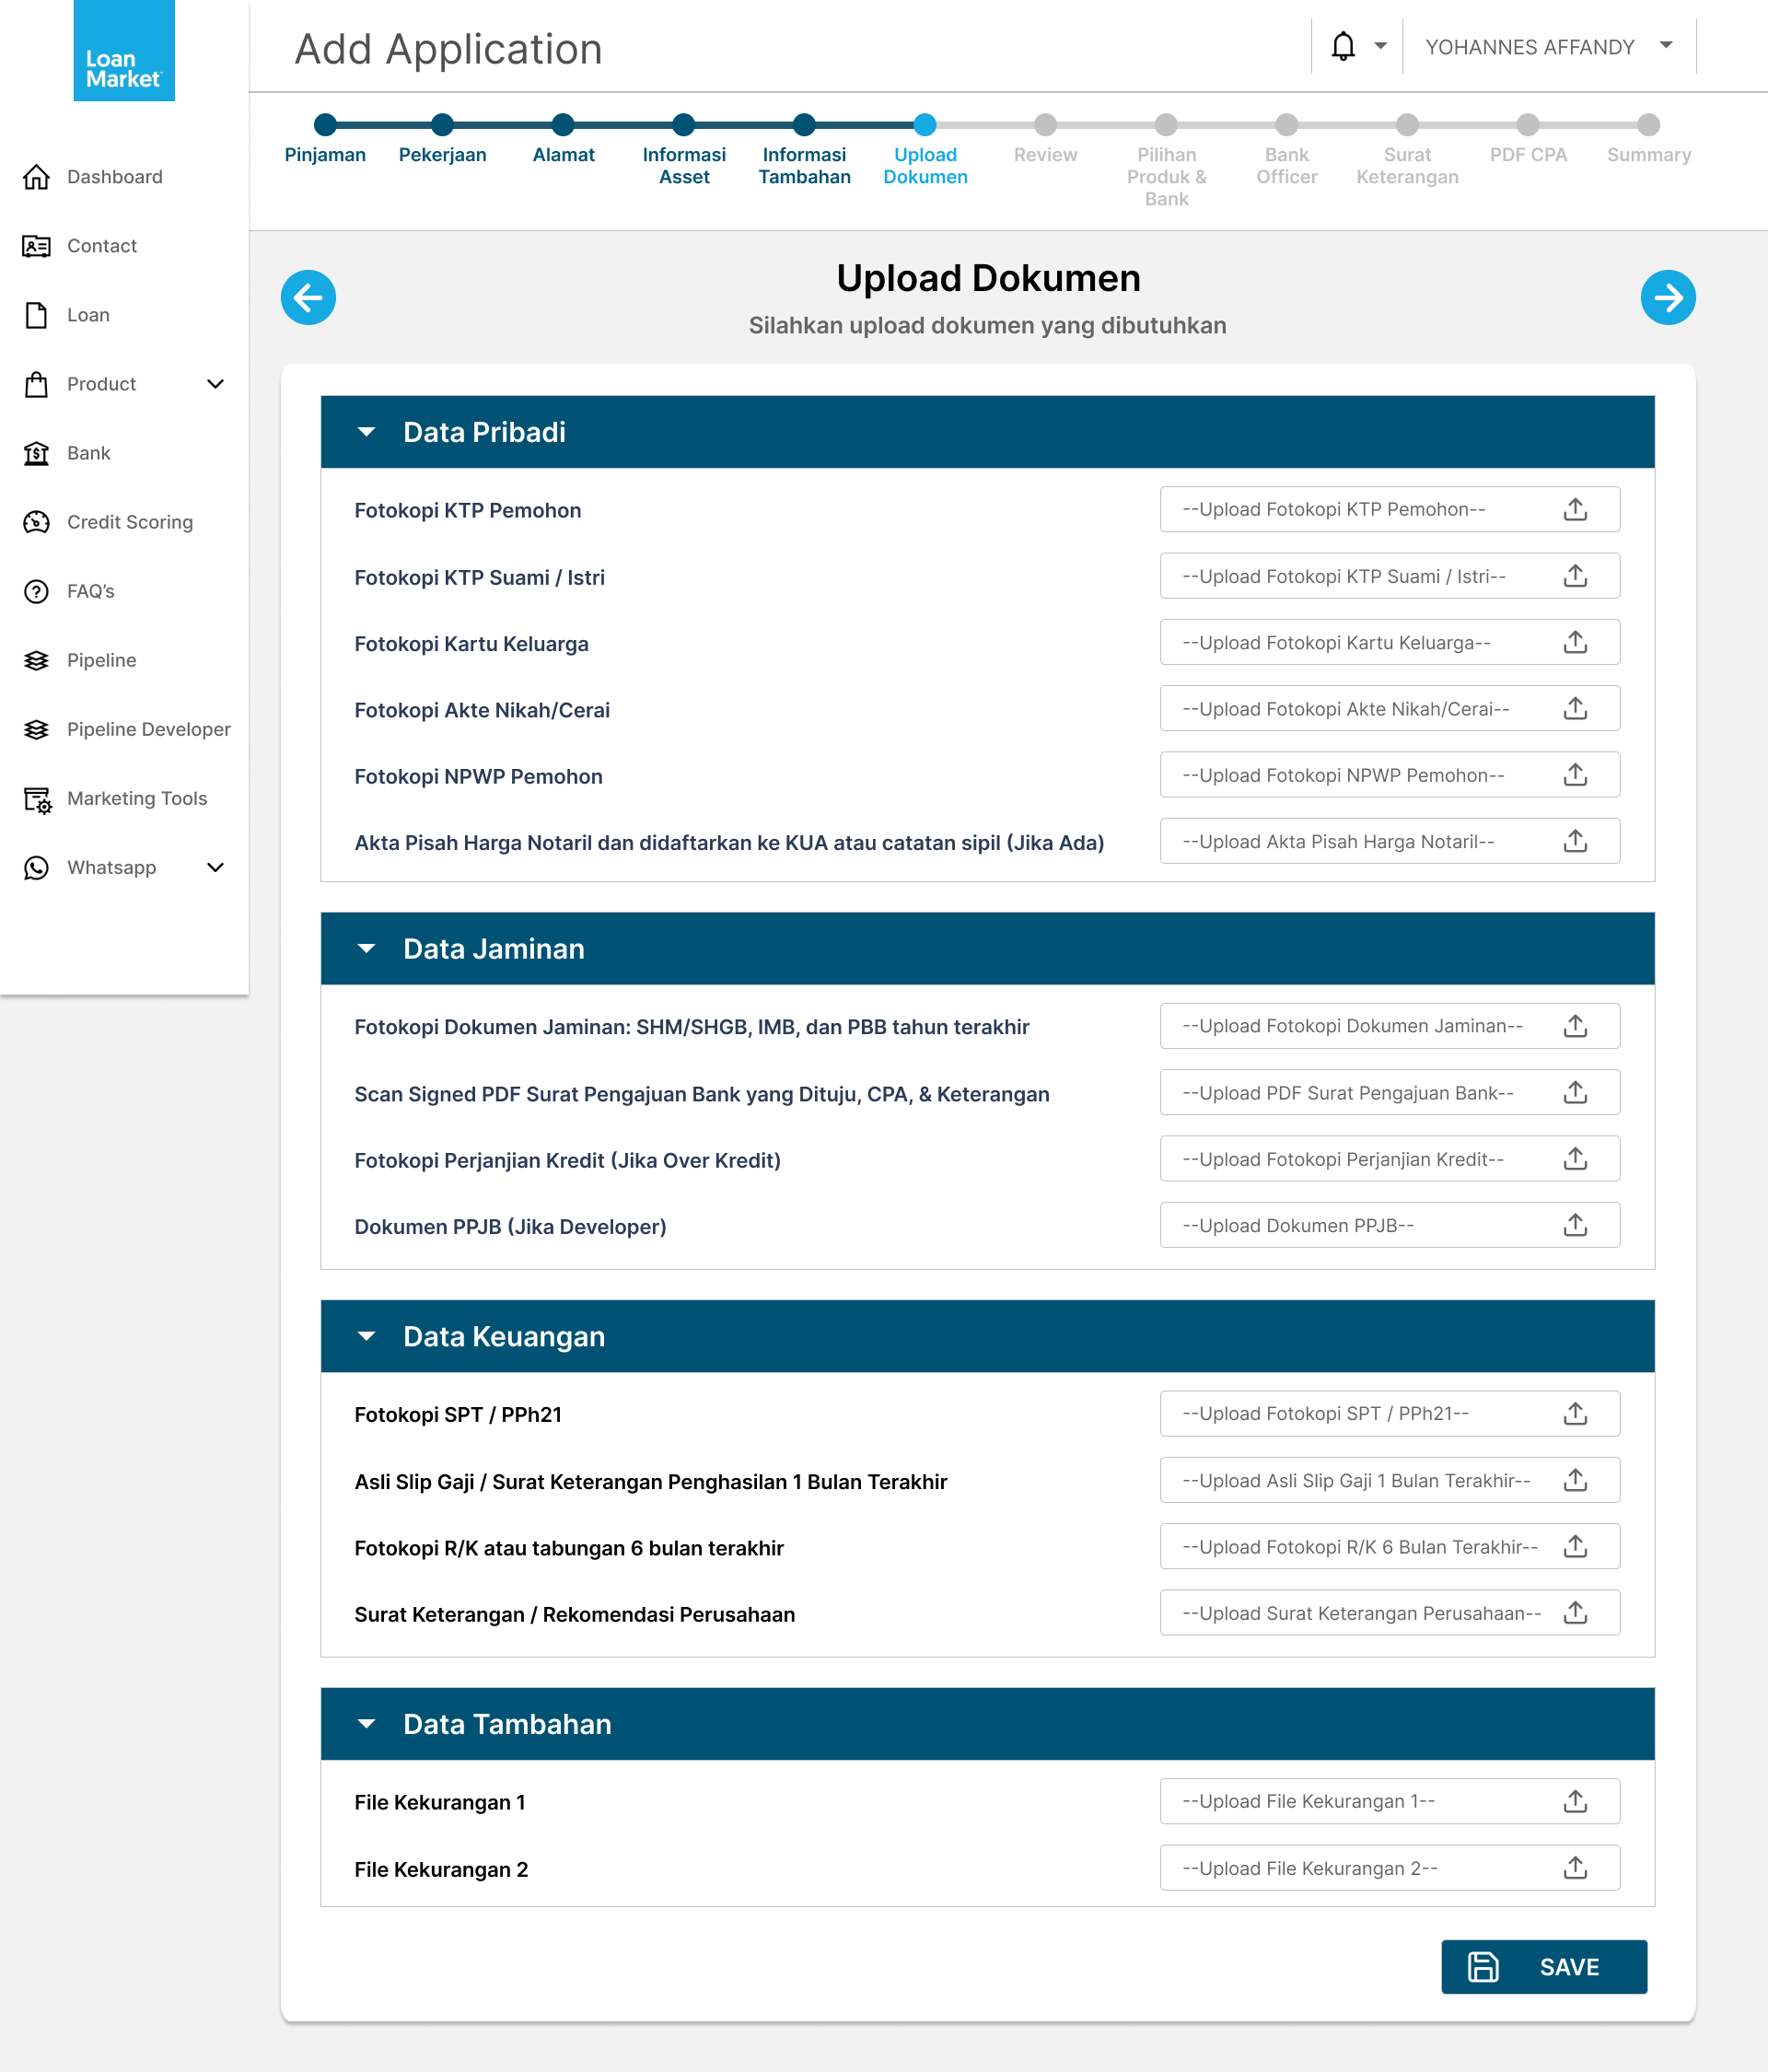 Loan
Market
Add Application
YOHANNES AFFANDY
Dashboard
Contact
Loan
Product
Bank
Credit Scoring
FAQ's
Pipeline
Pipeline Developer
Marketing Tools
Whatsapp
Pinjaman
Pekerjaan
Alamat
Informasi
Asset
Informasi
Tambahan
Upload
Dokumen
Review
Pilihan
Produk &
Bank
Bank
Officer
Surat
Keterangan
PDF CPA
Summary
Upload Dokumen
Silahkan upload dokumen yang dibutuhkan
Data Pribadi
Fotokopi KTP Pemohon
--Upload Fotokopi KTP Pemohon--
Fotokopi KTP Suami / Istri
--Upload Fotokopi KTP Suami / Istri--
Fotokopi Kartu Keluarga
--Upload Fotokopi Kartu Keluarga--
Fotokopi Akte Nikah/Cerai
--Upload Fotokopi Akte Nikah/Cerai--
Fotokopi NPWP Pemohon
--Upload Fotokopi NPWP Pemohon--
Akta Pisah Harga Notaril dan didaftarkan ke KUA atau catatan sipil (Jika Ada)
--Upload Akta Pisah Harga Notaril--
Data Jaminan
Fotokopi Dokumen Jaminan: SHM/SHGB, IMB, dan PBB tahun terakhir
--Upload Fotokopi Dokumen Jaminan--
Scan Signed PDF Surat Pengajuan Bank yang Dituju, CPA, & Keterangan
--Upload PDF Surat Pengajuan Bank--
Fotokopi Perjanjian Kredit (Jika Over Kredit)
--Upload Fotokopi Perjanjian Kredit--
Dokumen PPJB (Jika Developer)
--Upload Dokumen PPJB--
Data Keuangan
Fotokopi SPT / PPh21
--Upload Fotokopi SPT / PPh21--
Asli Slip Gaji / Surat Keterangan Penghasilan 1 Bulan Terakhir
--Upload Asli Slip Gaji 1 Bulan Terakhir--
Fotokopi R/K atau tabungan 6 bulan terakhir
--Upload Fotokopi R/K 6 Bulan Terakhir--
Surat Keterangan / Rekomendasi Perusahaan
--Upload Surat Keterangan Perusahaan--
Data Tambahan
File Kekurangan 1
--Upload File Kekurangan 1--
File Kekurangan 2
--Upload File Kekurangan 2--
SAVE